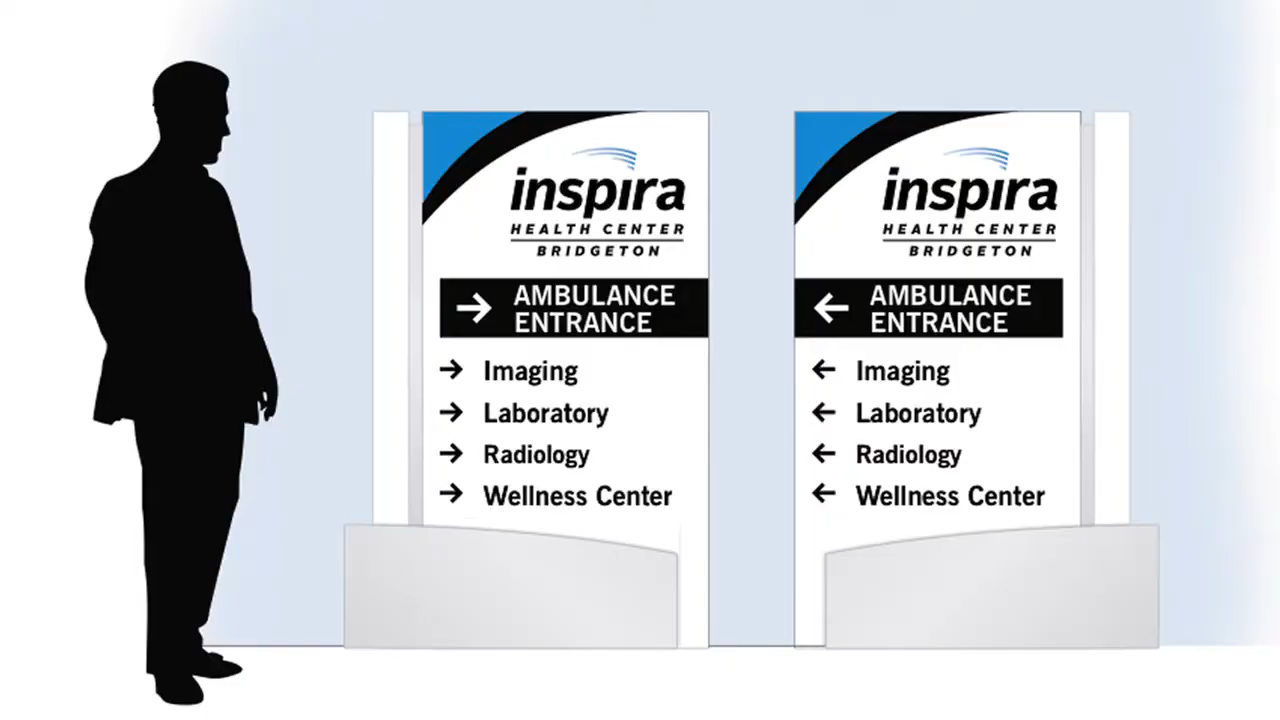 inspira
HEALTH CENTER
BRIDGETON
→ AMBULANCE
ENTRANCE
→ Imaging
→ Laboratory
→ Radiology
→ Wellness Center
inspira
HEALTH CENTER
BRIDGETON
← AMBULANCE
ENTRANCE
← Imaging
← Laboratory
← Radiology
← Wellness Center